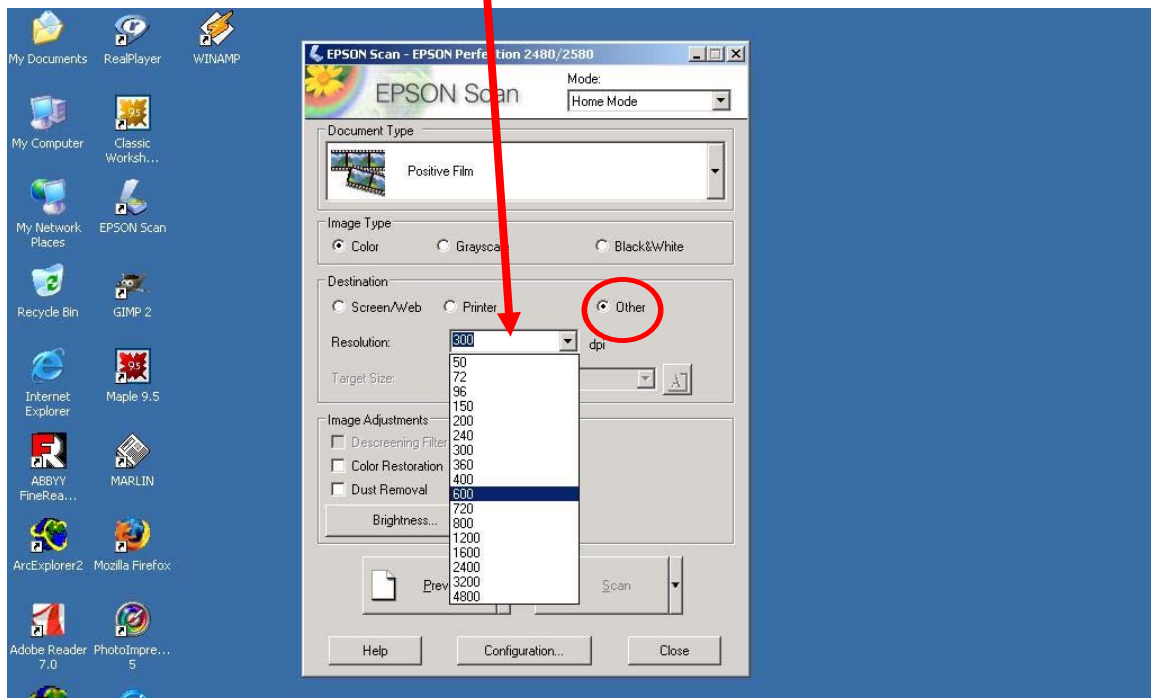 My Documents
RealPlayer
WINAMP
My Computer
Classic
Worksh...
My Network
Places
EPSON Scan
Recycle Bin
GIMP 2
Internet
Explorer
Maple 9.5
ABBYY
FineRea...
MARLIN
ArcExplorer2
Mozilla Firefox
Adobe Reader
7.0
PhotoImpre...
5
EPSON Scan - EPSON Perfection 2480/2580
EPSON Scan
Mode:
Home Mode
Document Type
Positive Film
Image Type
Color
Grayscale
Black&White
Destination
Screen/Web
Printer
Other
Resolution:
300
dpi
Target Size:
50
72
96
150
200
240
300
360
400
600
720
800
1200
1600
2400
3200
4800
Image Adjustments
Descreening Filter
Color Restoration
Dust Removal
Brightness...
Prev
Scan
Help
Configuration...
Close